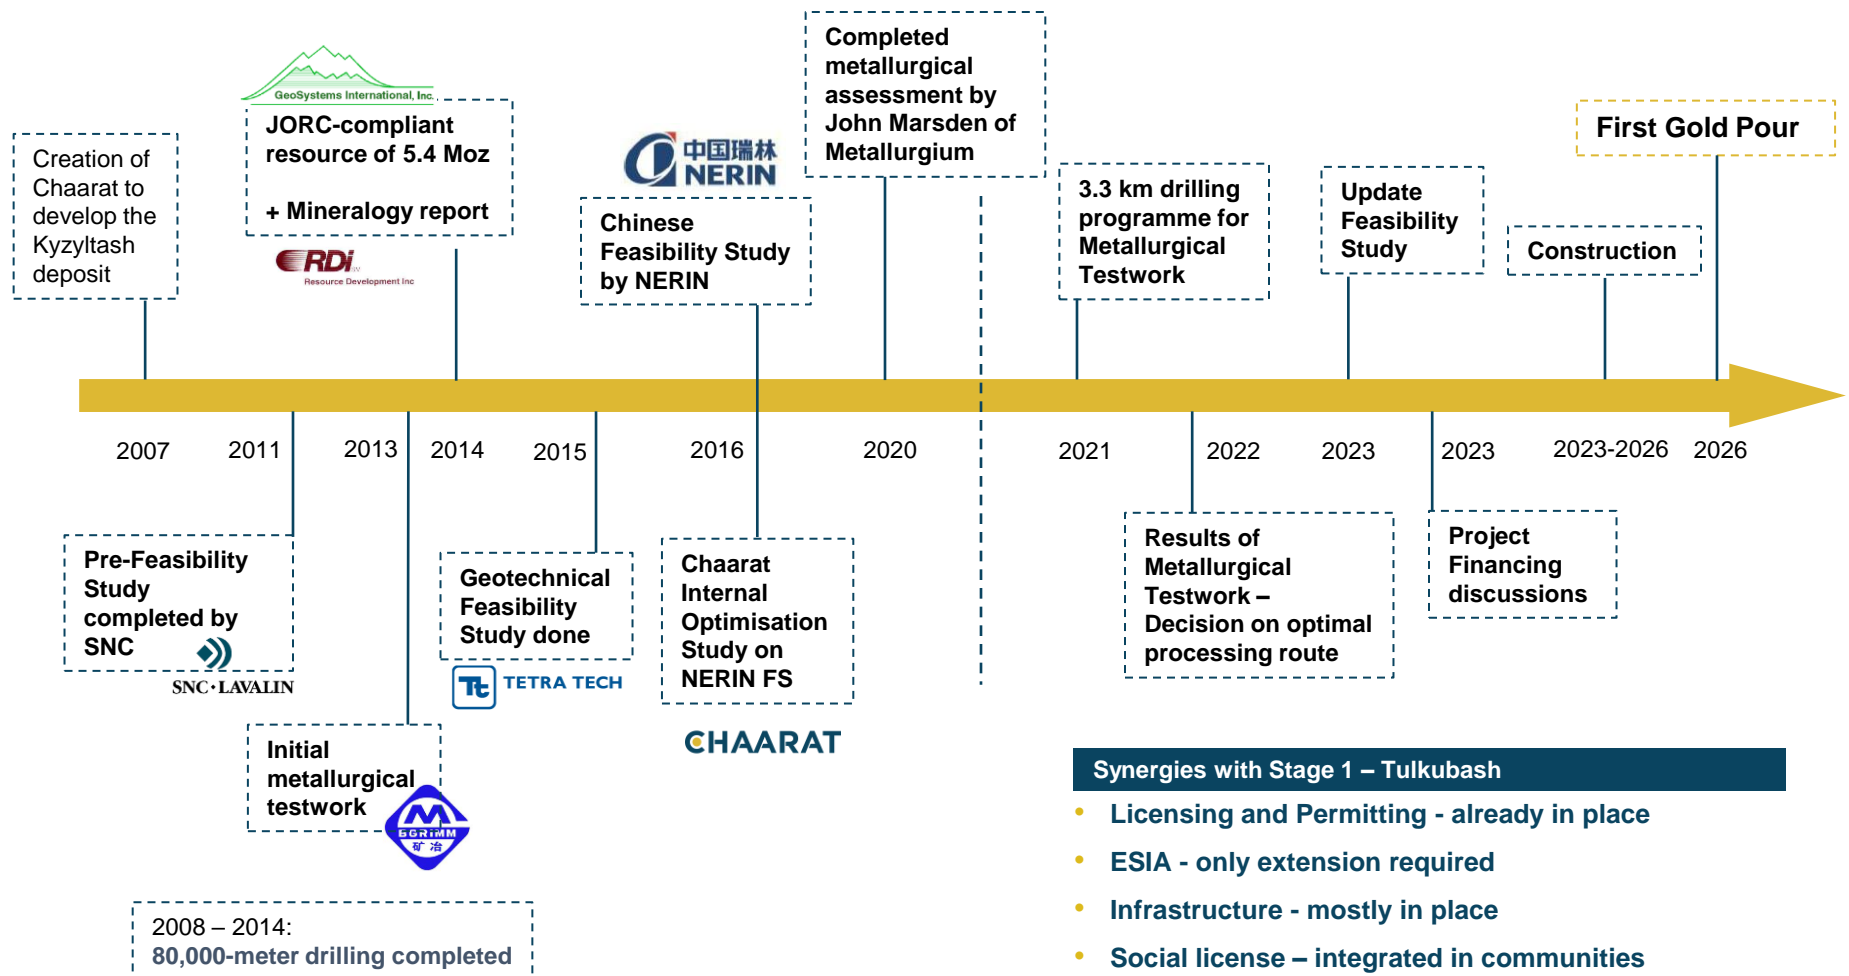 Creation of
Chaarat to
develop the
Kyzyltash
deposit
GeoSystems International, Inc.
JORC-compliant
resource of 5.4 Moz
+ Mineralogy report
RDi
Resource Development Inc
中国瑞林
NERIN
Chinese
Feasibility Study
by NERIN
Completed
metallurgical
assessment by
John Marsden of
Metallurgium
3.3 km drilling
programme for
Metallurgical
Testwork
Update
Feasibility
Study
Construction
First Gold Pour
2007
2011
2013
2014
2015
2016
2020
2021
2022
2023
2023
2023-2026
2026
Pre-Feasibility
Study
completed by
SNC
SNC•LAVALIN
Initial
metallurgical
testwork
BGRIMM
矿冶
Geotechnical
Feasibility
Study done
Tt TETRA TECH
Chaarat
Internal
Optimisation
Study on
NERIN FS
CHAARAT
Results of
Metallurgical
Testwork –
Decision on optimal
processing route
Project
Financing
discussions
2008 – 2014:
80,000-meter drilling completed
Synergies with Stage 1 – Tulkubash
• Licensing and Permitting - already in place
• ESIA - only extension required
• Infrastructure - mostly in place
• Social license – integrated in communities